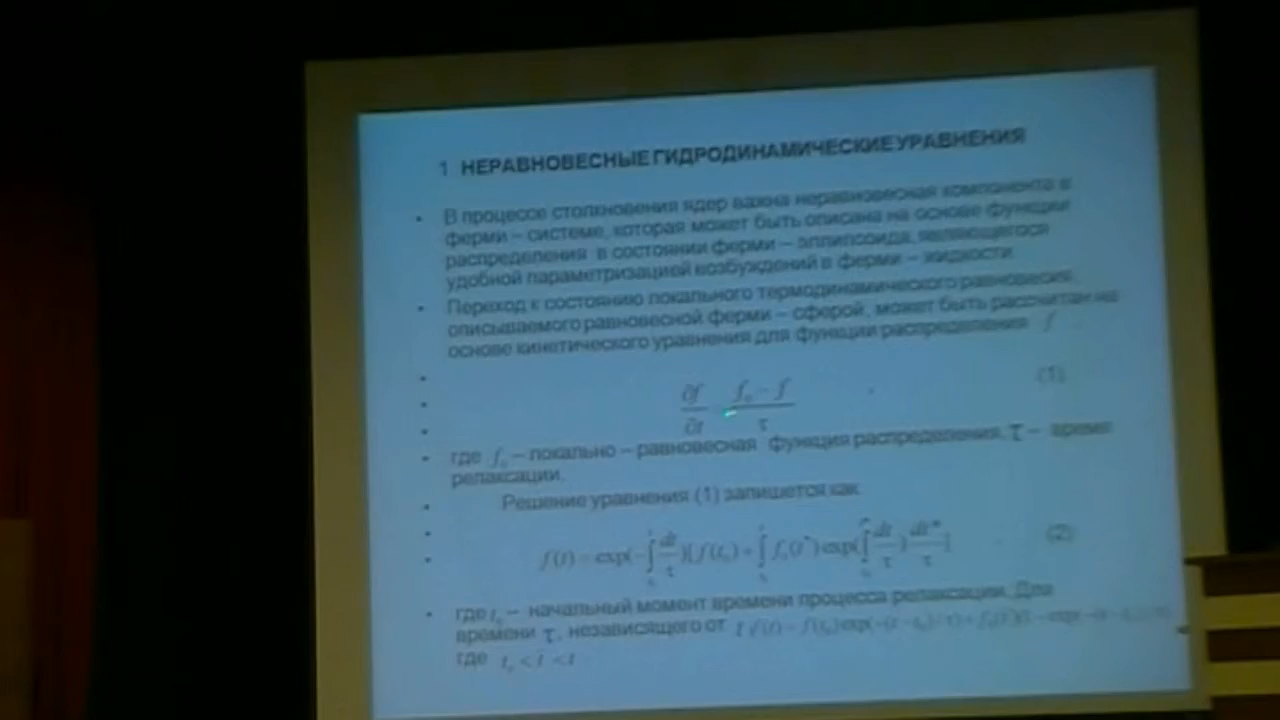 1 НЕРАВНОВЕСНЫЕ ГИДРОДИНАМИЧЕСКИЕ УРАВНЕНИЯ
• В процессе столкновения ядер важна неравновесная компонента в
ферми – системе, которая может быть описана на основе функции
распределения в состоянии ферми – эллипсоида, являющегося
удобной параметризацией возбуждений в ферми – жидкости.
• Переход к состоянию локального термодинамического равновесия,
описываемого равновесной ферми – сферой, может быть рассчитан на
основе кинетического уравнения для функции распределения f
∂f/∂t = (f₀ – f)/τ (1)
• где f₀ – локально – равновесная функция распределения, τ – время
релаксации.
• Решение уравнения (1) запишется как
(2)
• где t₀ – начальный момент времени процесса релаксации. Для
времени τ, независящего от t
где t₀ < t < t